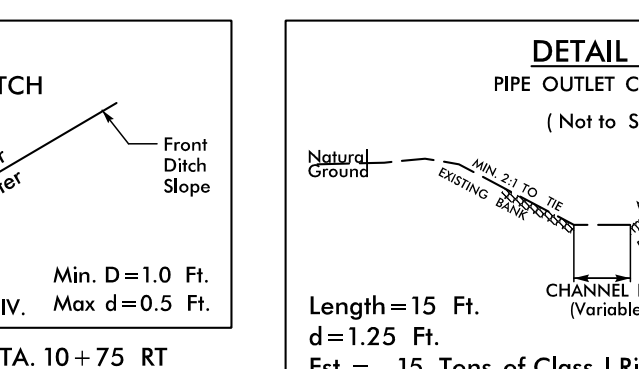 TCH
Front
Ditch
Slope
Min. D=1.0 Ft.
IV. Max d=0.5 Ft.
TA. 10+75 RT
DETAIL
PIPE OUTLET C
( Not to S
Natural
Ground
MIN. 2:1 TO TIE
EXISTING BANK
CHANNEL
(Variable
Length=15 Ft.
d=1.25 Ft.
Est = 15 Tons of Class I Ri